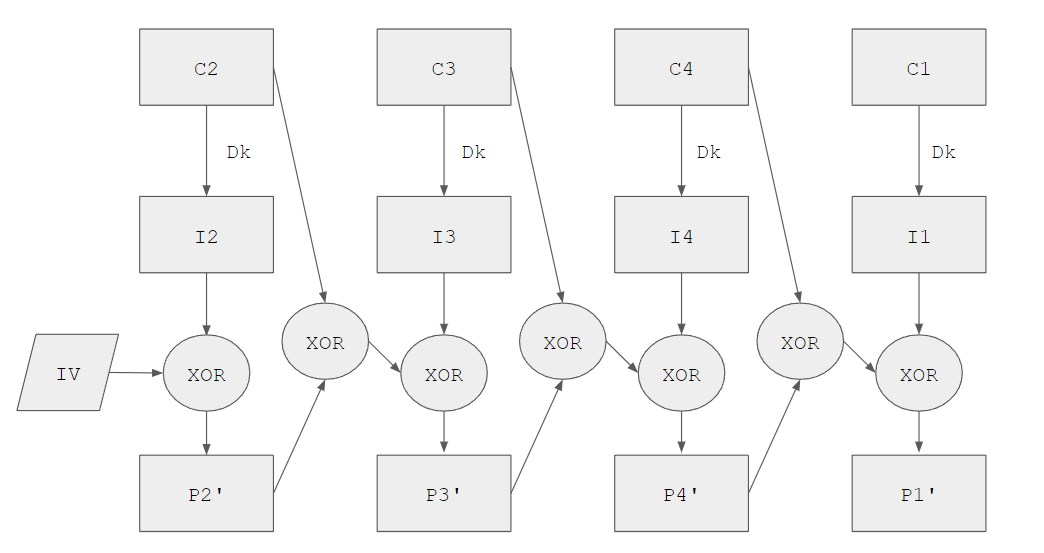 C2
C3
C4
C1
Dk
Dk
Dk
Dk
I2
I3
I4
I1
XOR
XOR
XOR
IV
XOR
XOR
XOR
XOR
P2'
P3'
P4'
P1'